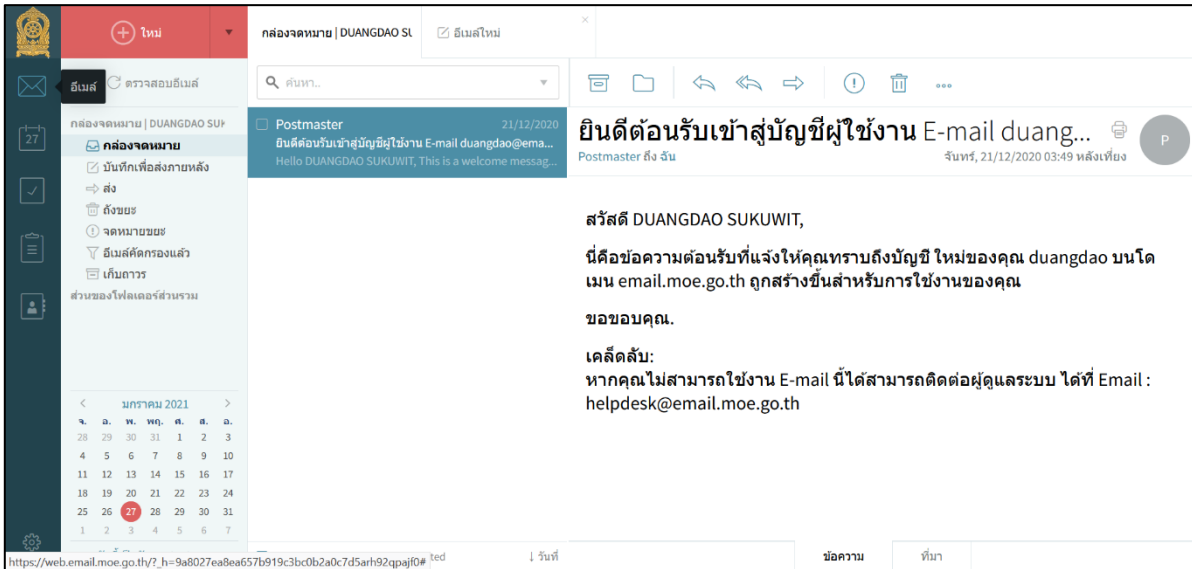 ใหม่
กล่องจดหมาย | DUANGDAO SU
อีเมลใหม่
อีเมล์
ตรวจสอบอีเมล์
ค้นหา..
27
กล่องจดหมาย | DUANGDAO SUK
กล่องจดหมาย
บันทึกเพื่อส่งภายหลัง
ส่ง
ถังขยะ
จดหมายขยะ
อีเมล์คัดกรองแล้ว
เก็บถาวร
ส่วนของโฟลเดอร์ส่วนรวม
Postmaster 21/12/2020
ยินดีต้อนรับเข้าสู่บัญชีผู้ใช้งาน E-mail duangdao@ema...
Hello DUANGDAO SUKUWIT, This is a welcome messag...
ยินดีต้อนรับเข้าสู่บัญชีผู้ใช้งาน E-mail duang...
P
Postmaster ถึง ฉัน จันทร์, 21/12/2020 03:49 หลังเที่ยง
สวัสดี DUANGDAO SUKUWIT,
นี่คือข้อความต้อนรับที่แจ้งให้คุณทราบถึงบัญชี ใหม่ของคุณ duangdao บนโด
เมน email.moe.go.th ถูกสร้างขึ้นสำหรับการใช้งานของคุณ
ขอขอบคุณ.
เคล็ดลับ:
หากคุณไม่สามารถใช้งาน E-mail นี้ได้สามารถติดต่อผู้ดูแลระบบ ได้ที่ Email :
helpdesk@email.moe.go.th
มกราคม 2021
จ. อ. พ. พฤ. ศ. ส. อ.
28 29 30 31 1 2 3
4 5 6 7 8 9 10
11 12 13 14 15 16 17
18 19 20 21 22 23 24
25 26 27 28 29 30 31
1 2 3 4 5 6 7
https://web.email.moe.go.th/?_h=9a8027ea8ea657b919c3bc0b2a0c7d5arh92qpajf0#
ted
↓ วันที่
ข้อความ
ที่มา